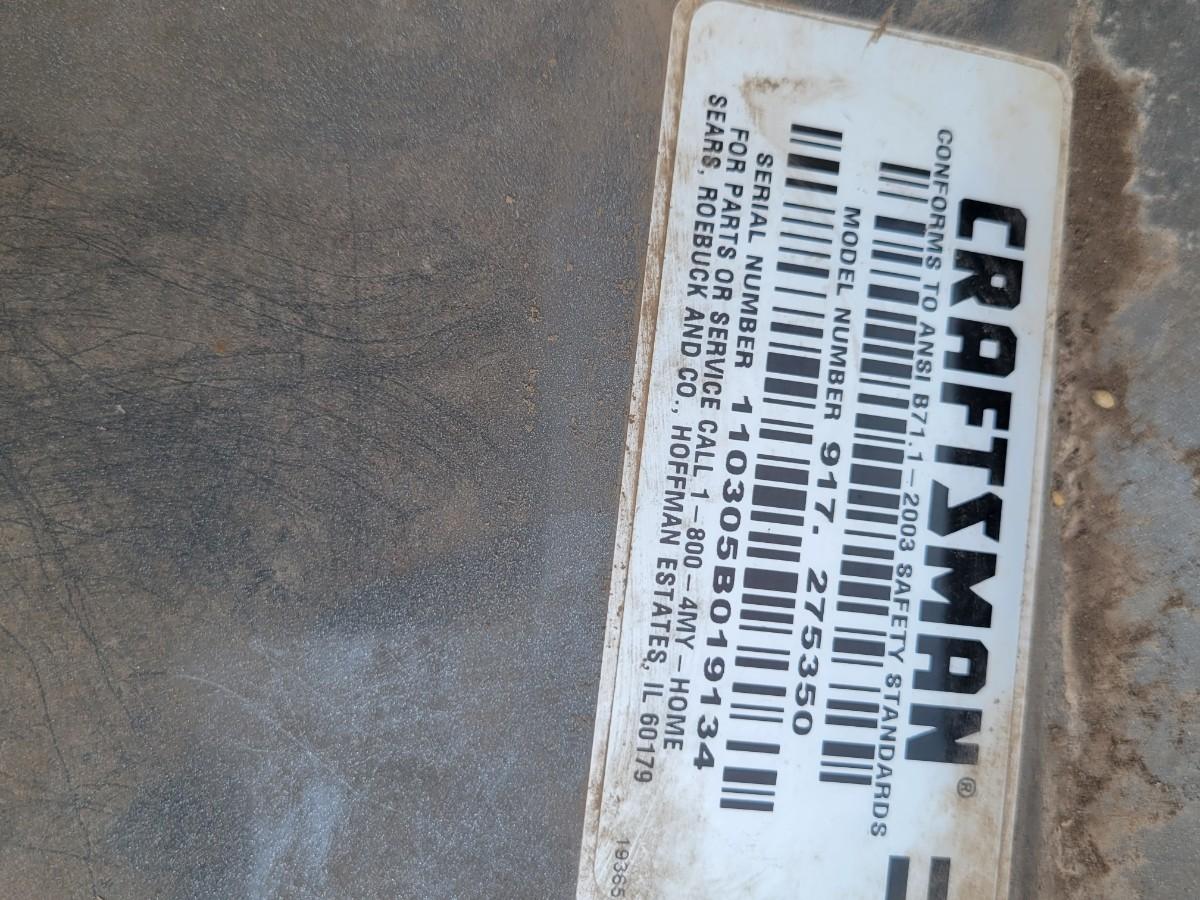 CRAFTSMAN®
CONFORMS TO ANSI B71.1-2003 SAFETY STANDARDS
MODEL NUMBER 917. 275350
SERIAL NUMBER 110305B019134
FOR PARTS OR SERVICE CALL 1-800-4MY-HOME
SEARS, ROEBUCK AND CO., HOFFMAN ESTATES, IL 60179